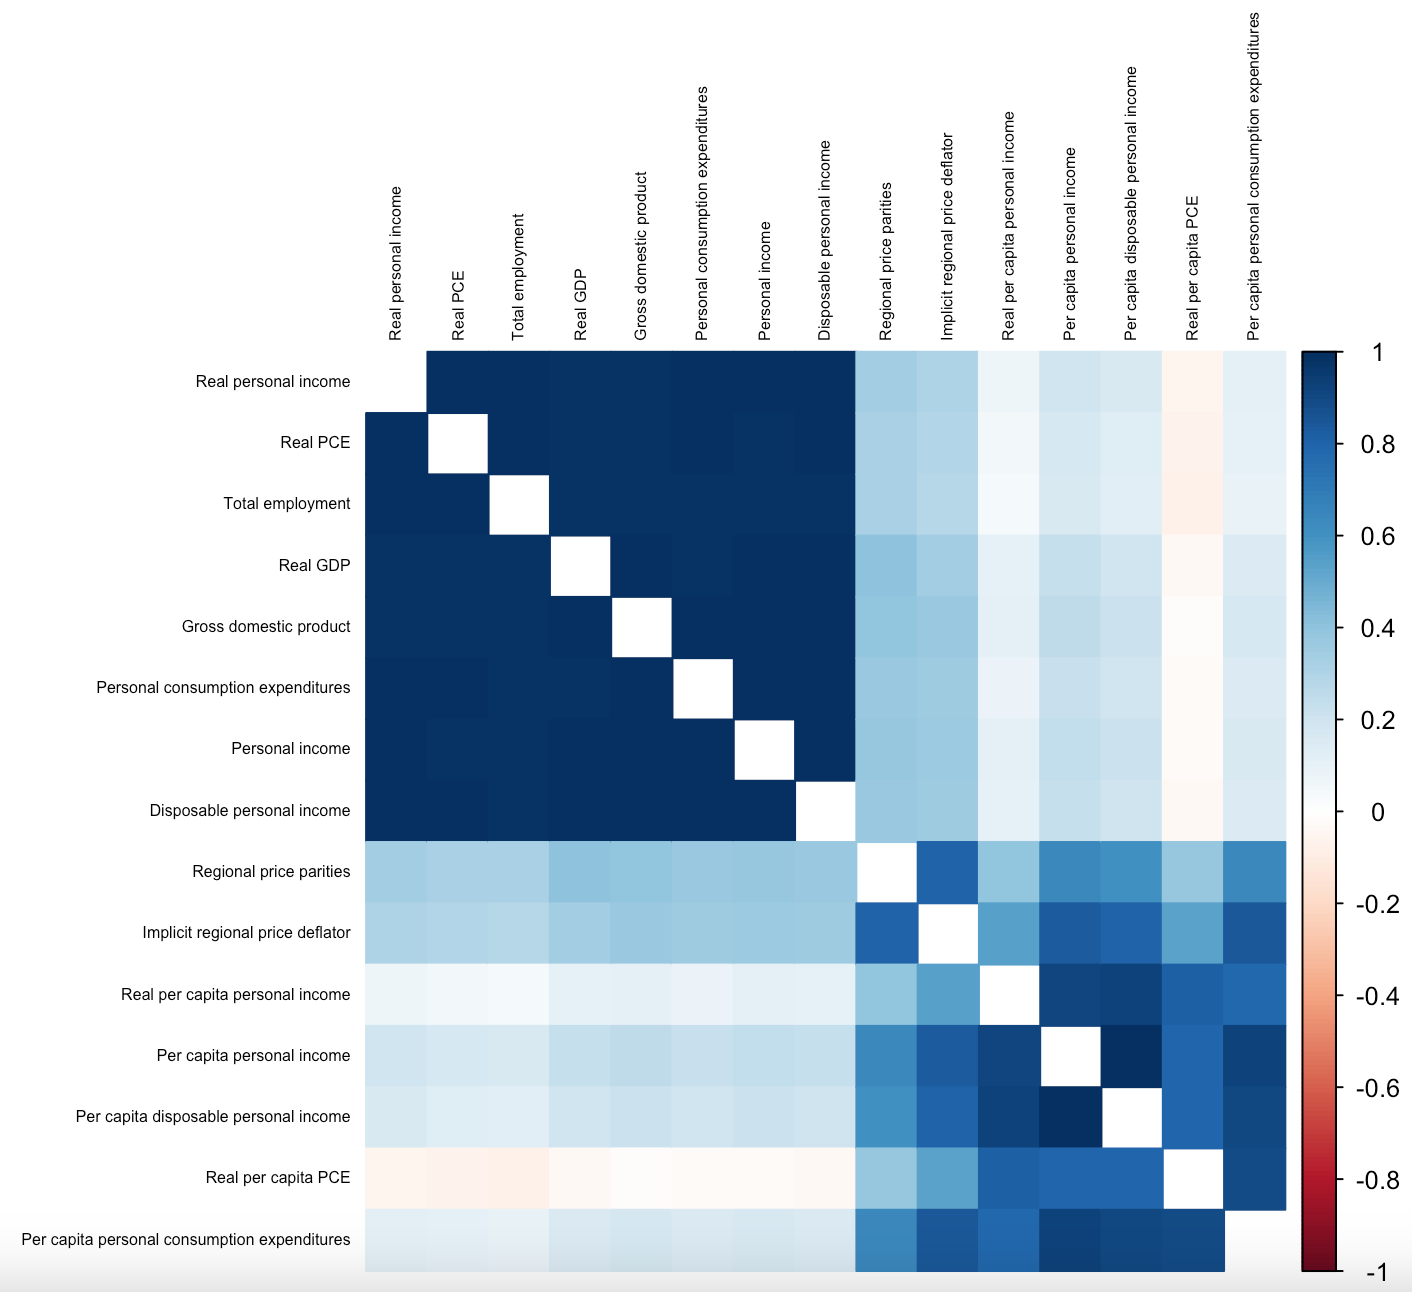 Real personal income
Real PCE
Total employment
Real GDP
Gross domestic product
Personal consumption expenditures
Personal income
Disposable personal income
Regional price parities
Implicit regional price deflator
Real per capita personal income
Per capita personal income
Per capita disposable personal income
Real per capita PCE
Per capita personal consumption expenditures
Real personal income
Real PCE
Total employment
Real GDP
Gross domestic product
Personal consumption expenditures
Personal income
Disposable personal income
Regional price parities
Implicit regional price deflator
Real per capita personal income
Per capita personal income
Per capita disposable personal income
Real per capita PCE
Per capita personal consumption expenditures
1
0.8
0.6
0.4
0.2
0
-0.2
-0.4
-0.6
-0.8
-1